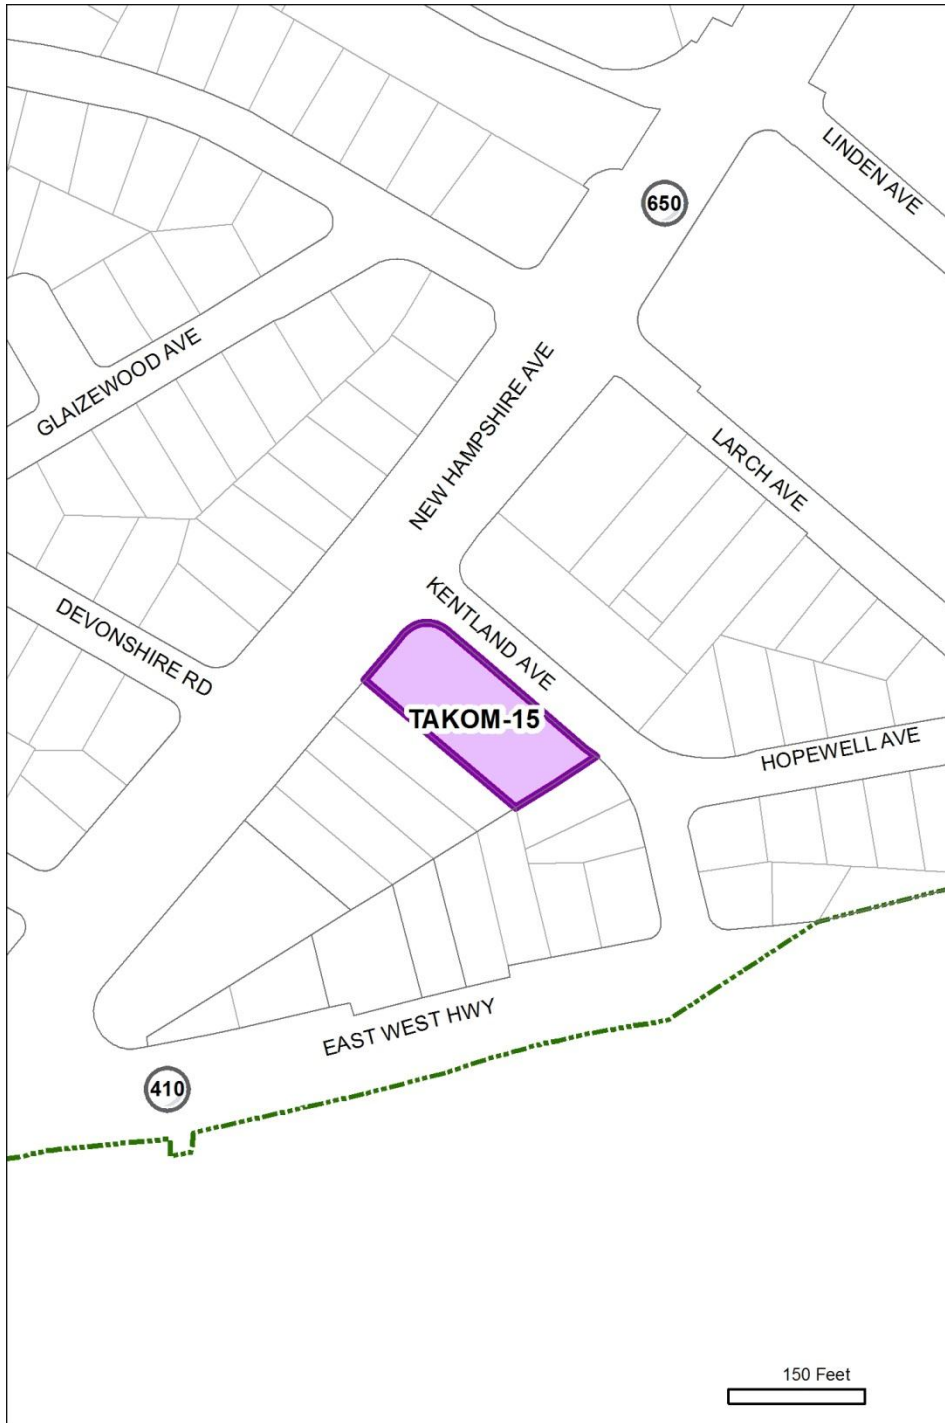 LINDEN AVE
650
GLAIZEWOOD AVE
NEW HAMPSHIRE AVE
LARCH AVE
DEVONSHIRE RD
KENTLAND AVE
TAKOM-15
HOPEWELL AVE
EAST WEST HWY
410
150 Feet